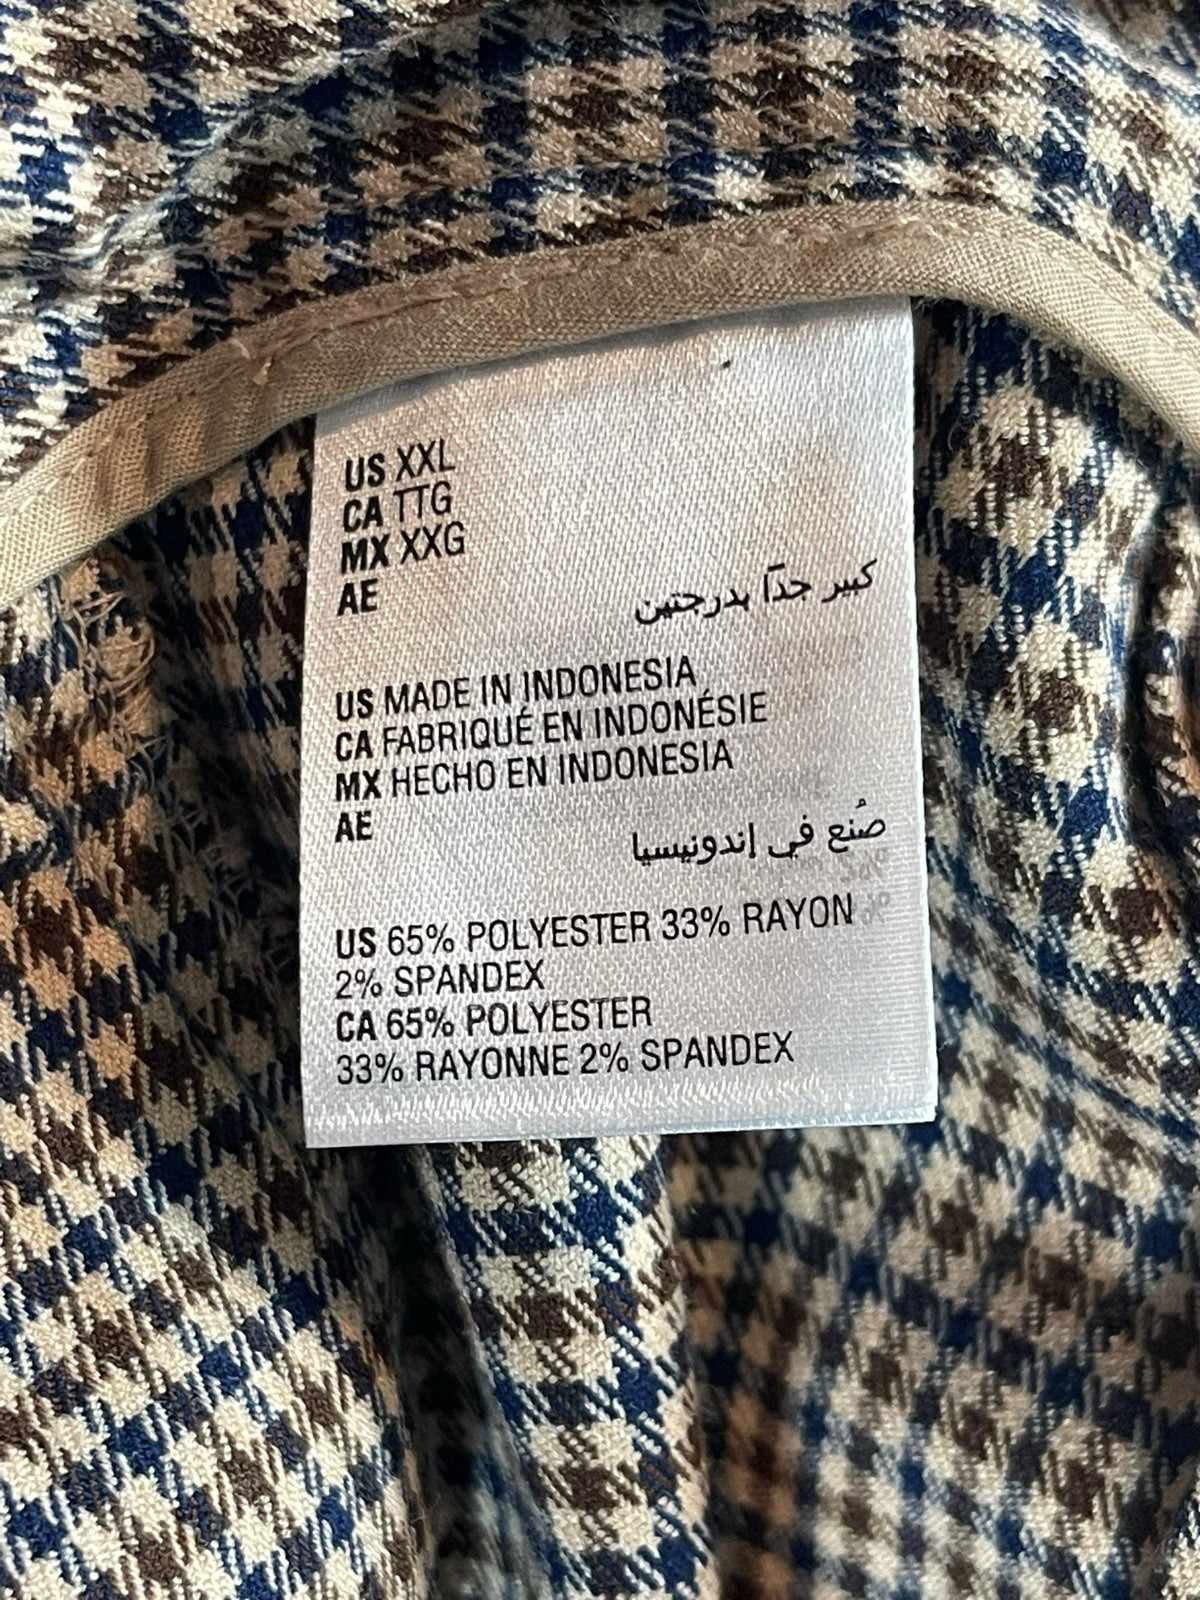 US XXL
CA TTG
MX XXG
AE
كبير جدًا بدرجتين
US MADE IN INDONESIA
CA FABRIQUÉ EN INDONÉSIE
MX HECHO EN INDONESIA
AE
صُنع في إندونيسيا
US 65% POLYESTER 33% RAYON
2% SPANDEX
CA 65% POLYESTER
33% RAYONNE 2% SPANDEX